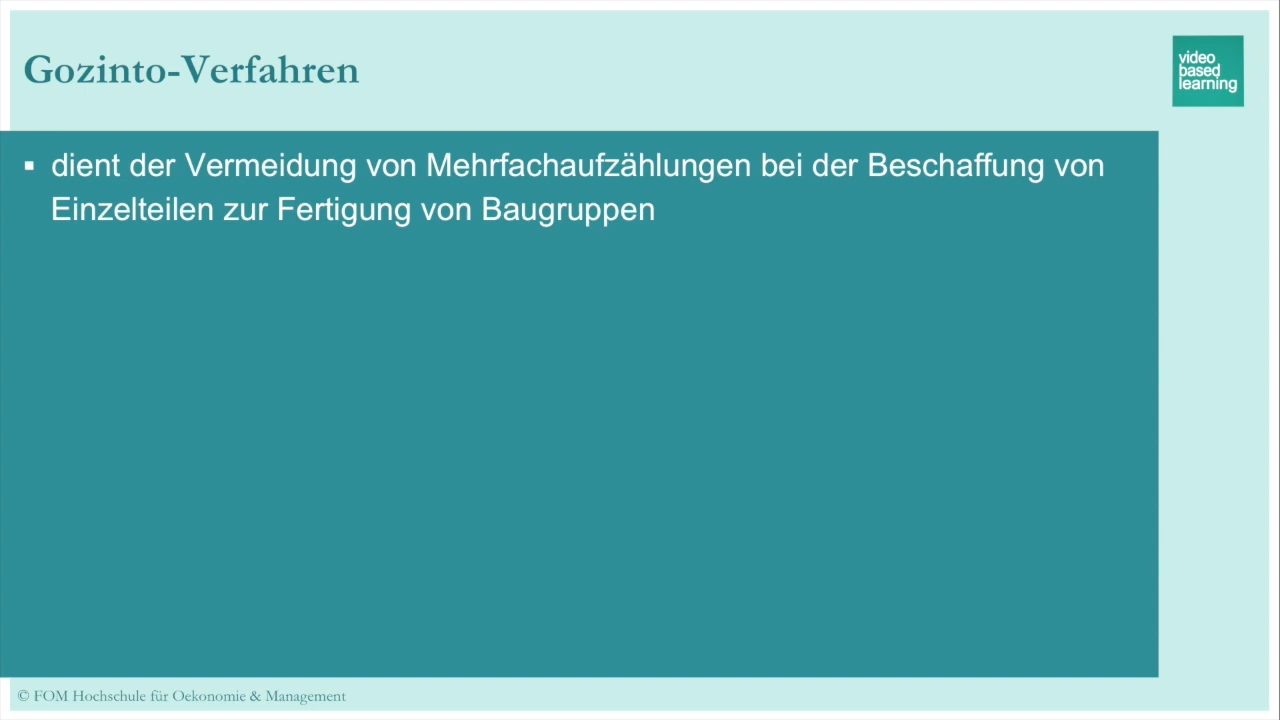 Gozinto-Verfahren
video
based
learning
▪ dient der Vermeidung von Mehrfachaufzählungen bei der Beschaffung von
Einzelteilen zur Fertigung von Baugruppen
© FOM Hochschule für Oekonomie & Management